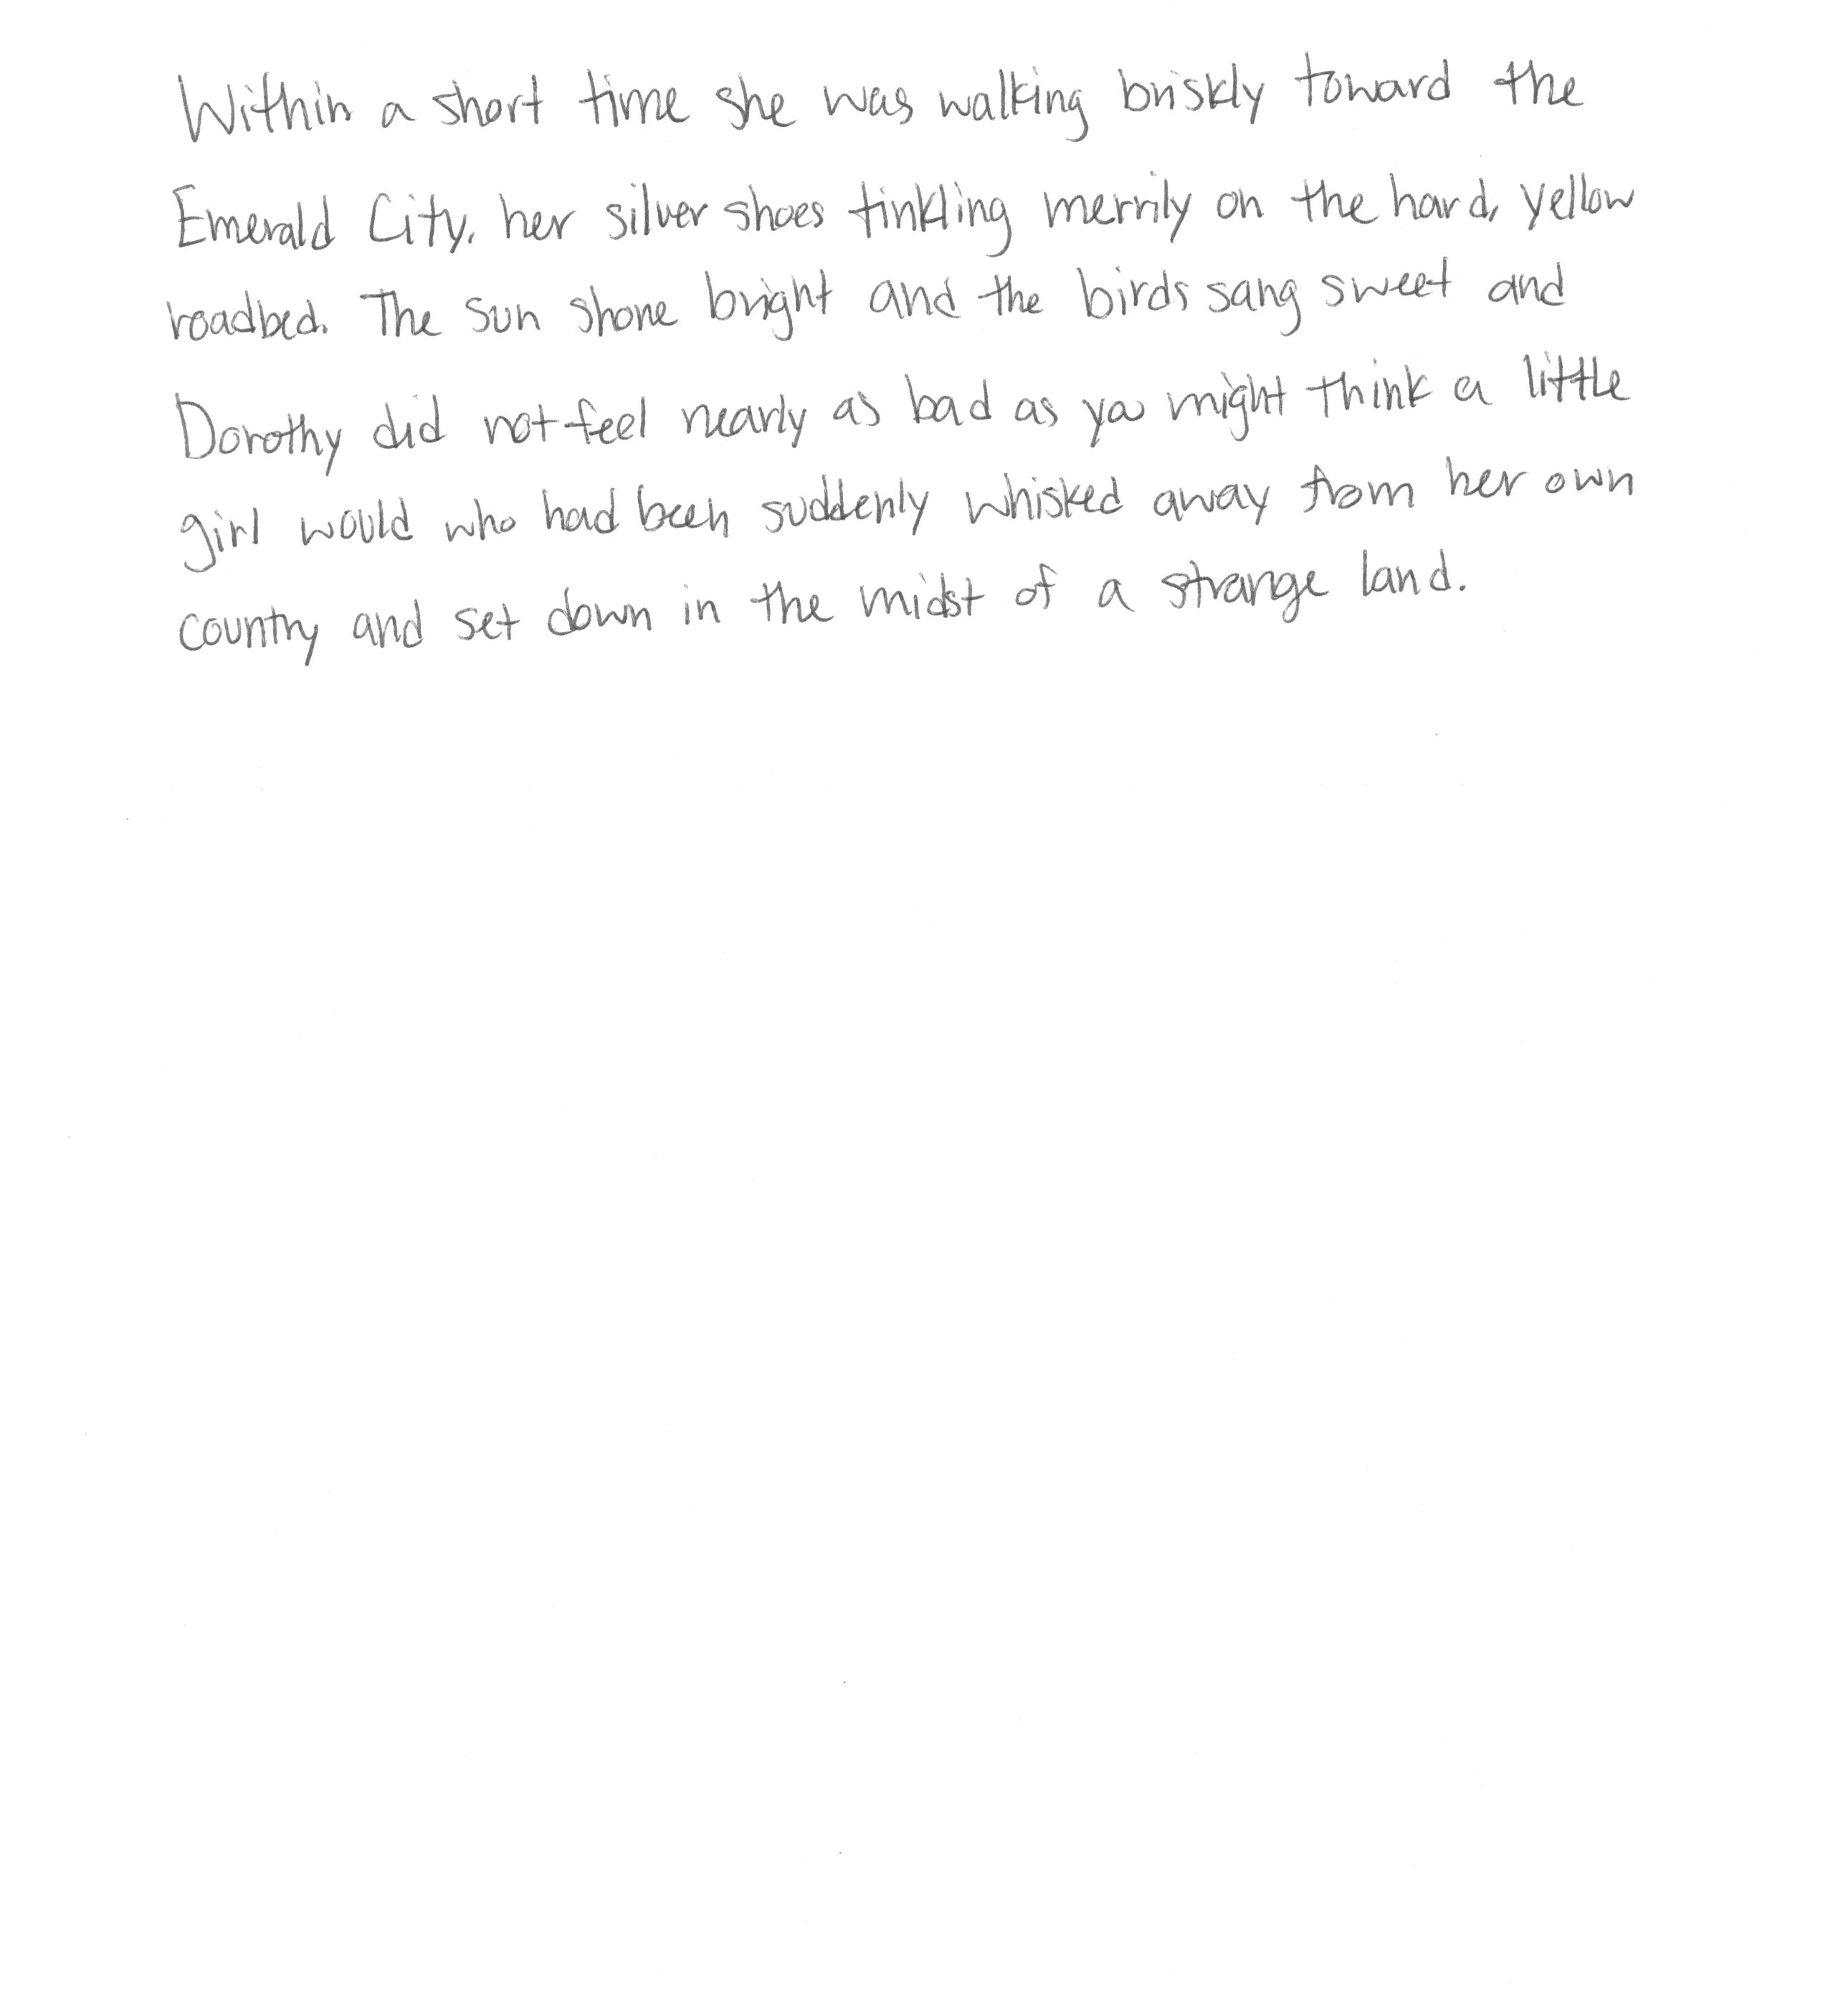 Within a short time she was walking briskly toward the
Emerald City, her silver shoes tinkling merrily on the hard, yellow
roadbed. The sun shone bright and the birds sang sweet and
Dorothy did not feel nearly as bad as you might think a little
girl would who had been suddenly whisked away from her own
country and set down in the midst of a strange land.